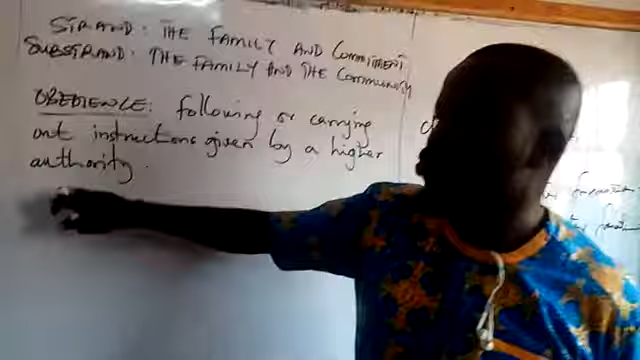 STRAND: THE FAMILY AND COMMITMENT
SUBSTRAND: THE FAMILY AND THE COMMUNITY
OBEDIENCE: following or carrying
out instructions given by a higher
authority.